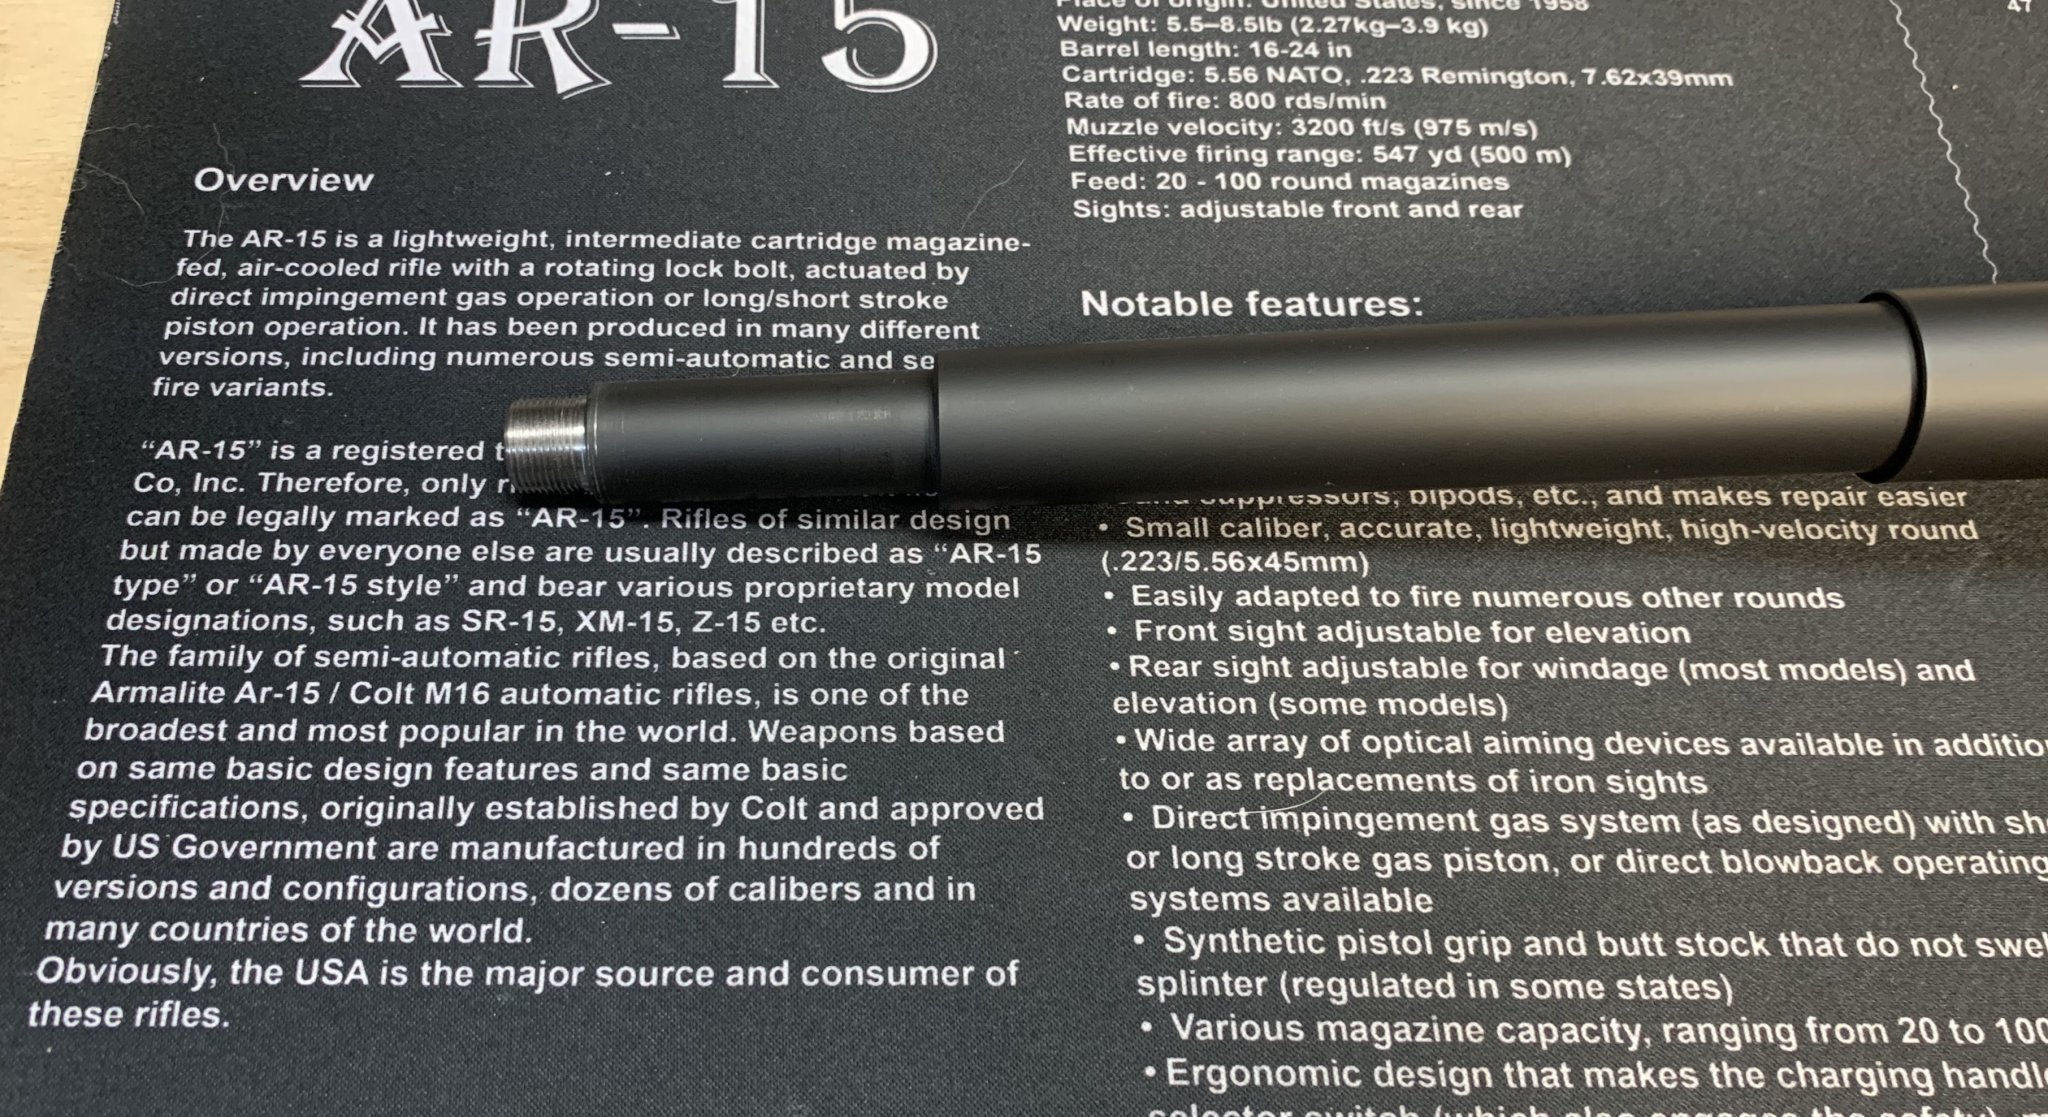 AR-15
Overview
The AR-15 is a lightweight, intermediate cartridge magazine-
fed, air-cooled rifle with a rotating lock bolt, actuated by
direct impingement gas operation or long/short stroke
piston operation. It has been produced in many different
versions, including numerous semi-automatic and
fire variants.
“AR-15” is a registered
Co, Inc. Therefore, only
can be legally marked as “AR-15”. Rifles of similar design
but made by everyone else are usually described as “AR-15
type” or “AR-15 style” and bear various proprietary model
designations, such as SR-15, XM-15, Z-15 etc.
The family of semi-automatic rifles, based on the original
Armalite Ar-15 / Colt M16 automatic rifles, is one of the
broadest and most popular in the world. Weapons based
on same basic design features and same basic
specifications, originally established by Colt and approved
by US Government are manufactured in hundreds of
versions and configurations, dozens of calibers and in
many countries of the world.
Obviously, the USA is the major source and consumer of
these rifles.
Place of origin: United States, since 1958
Weight: 5.5–8.5lb (2.27kg–3.9 kg)
Barrel length: 16-24 in
Cartridge: 5.56 NATO, .223 Remington, 7.62x39mm
Rate of fire: 800 rds/min
Muzzle velocity: 3200 ft/s (975 m/s)
Effective firing range: 547 yd (500 m)
Feed: 20 - 100 round magazines
Sights: adjustable front and rear
Notable features:
suppressors, bipods, etc., and makes repair easier
• Small caliber, accurate, lightweight, high-velocity round
(.223/5.56x45mm)
• Easily adapted to fire numerous other rounds
• Front sight adjustable for elevation
• Rear sight adjustable for windage (most models) and
elevation (some models)
• Wide array of optical aiming devices available in
to or as replacements of iron sights
• Direct impingement gas system (as designed) with
or long stroke gas piston, or direct blowback operating
systems available
• Synthetic pistol grip and butt stock that do not
splinter (regulated in some states)
• Various magazine capacity, ranging from 20 to 100
• Ergonomic design that makes the charging
selector switch (which also engages the
47